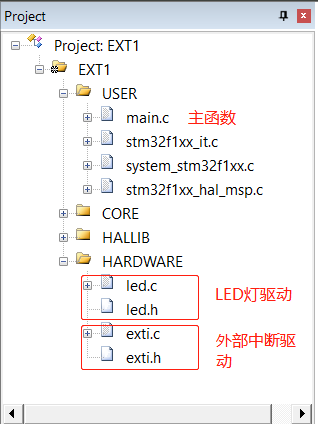 Project
Project: EXT1
EXT1
USER
main.c 主函数
stm32f1xx_it.c
system_stm32f1xx.c
stm32f1xx_hal_msp.c
CORE
HALLIB
HARDWARE
led.c
LED灯驱动
led.h
exti.c
外部中断驱
动
exti.h